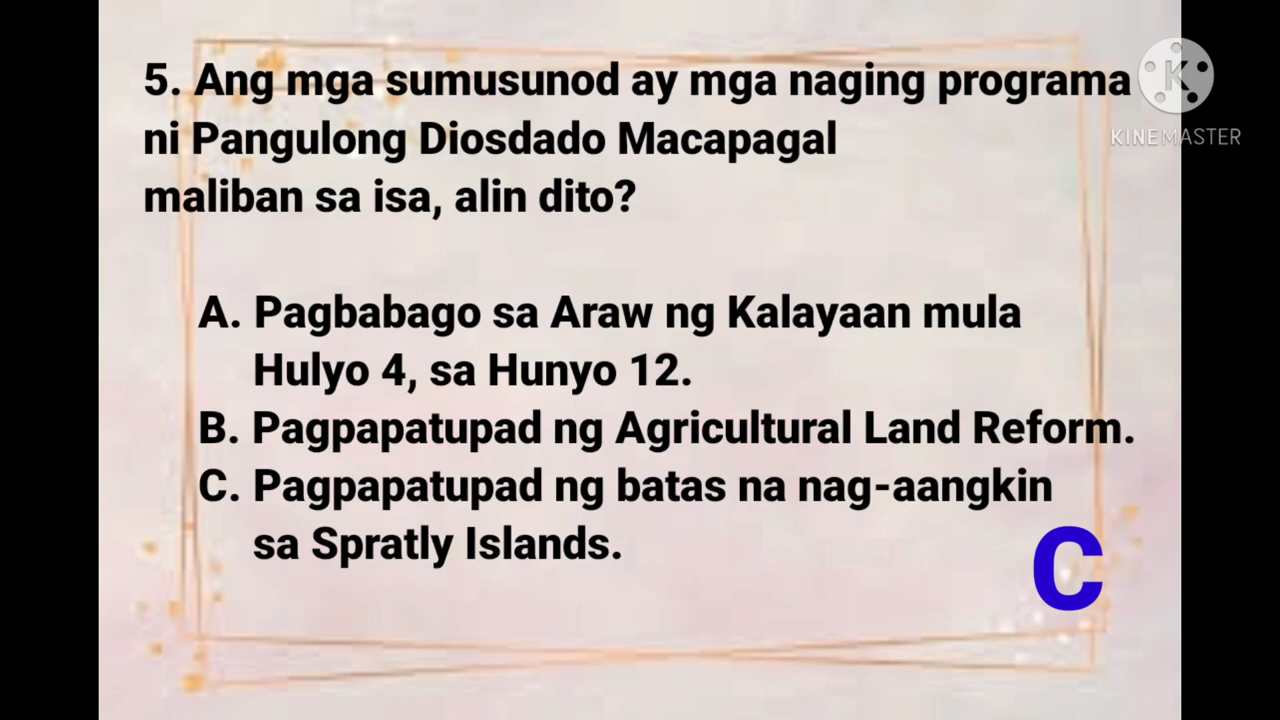 5. Ang mga sumusunod ay mga naging programa
ni Pangulong Diosdado Macapagal
maliban sa isa, alin dito?
A. Pagbabago sa Araw ng Kalayaan mula
Hulyo 4, sa Hunyo 12.
B. Pagpapatupad ng Agricultural Land Reform.
C. Pagpapatupad ng batas na nag-aangkin
sa Spratly Islands.
C
K
KINEMASTER